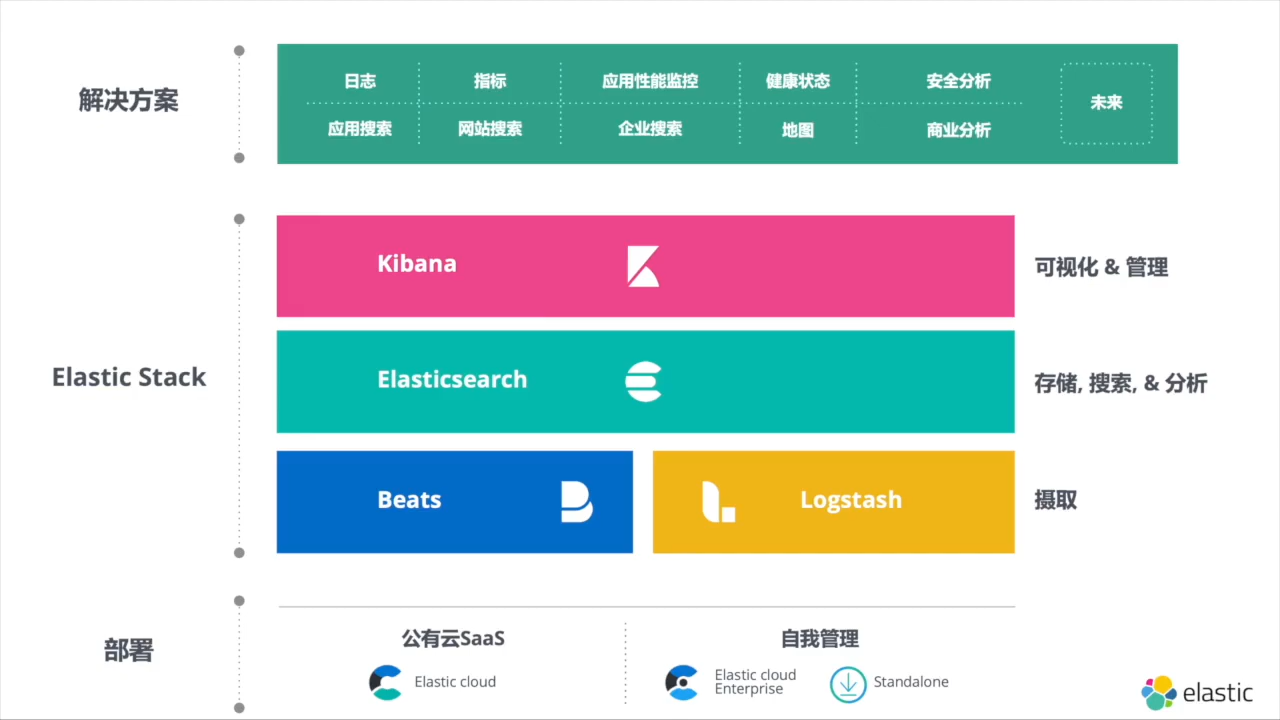 解决方案
日志 指标 应用性能监控 健康状态 安全分析
应用搜索 网站搜索 企业搜索 地图 商业分析
未来
Elastic Stack
Kibana
可视化 & 管理
Elasticsearch
存储, 搜索, & 分析
Beats
Logstash
摄取
部署
公有云SaaS
Elastic cloud
自我管理
Elastic cloud
Enterprise
Standalone
elastic